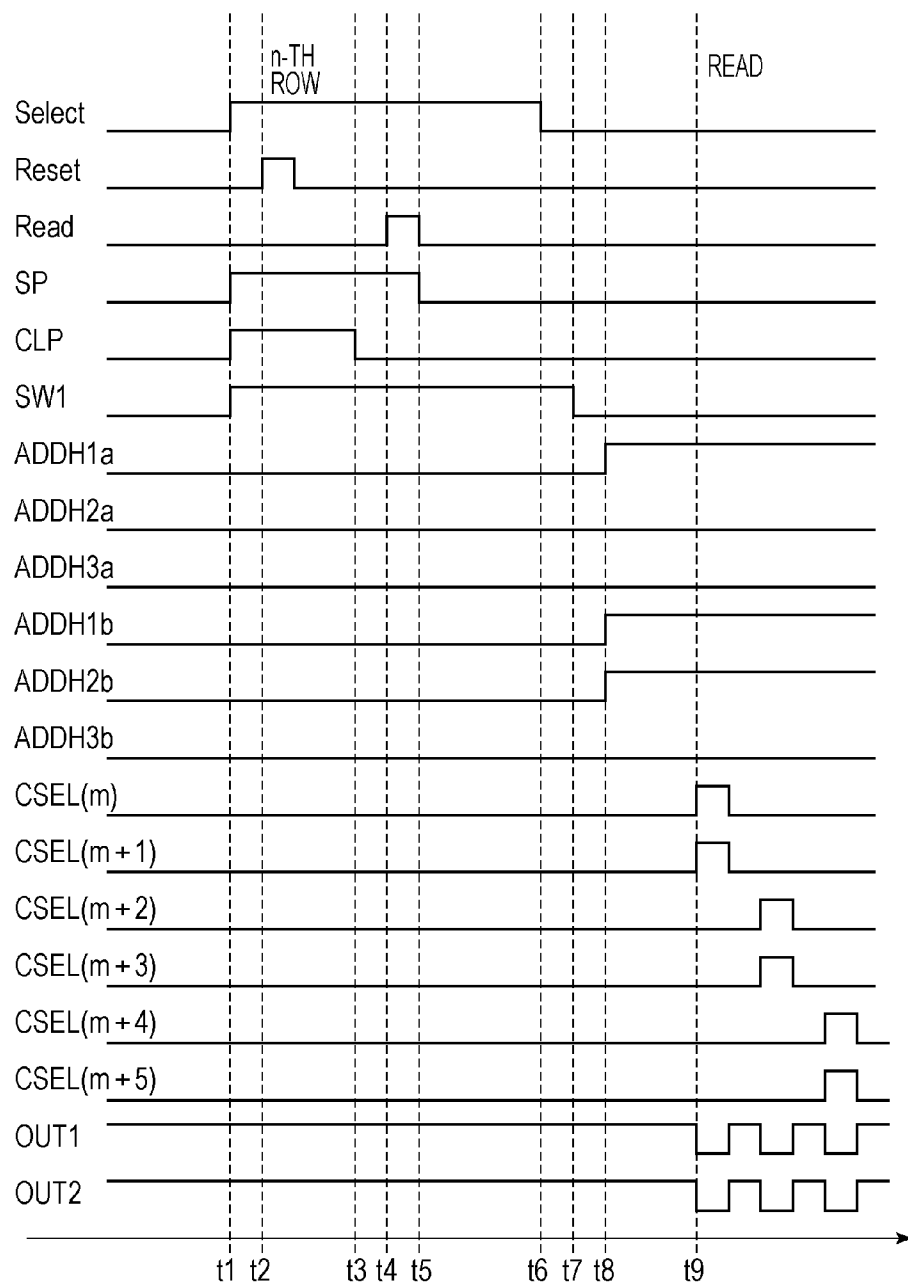 n-TH
ROW
READ
Select
Reset
Read
SP
CLP
SW1
ADDH1a
ADDH2a
ADDH3a
ADDH1b
ADDH2b
ADDH3b
CSEL(m)
CSEL(m + 1)
CSEL(m + 2)
CSEL(m + 3)
CSEL(m + 4)
CSEL(m + 5)
OUT1
OUT2
t1 t2 t3 t4 t5 t6 t7 t8 t9